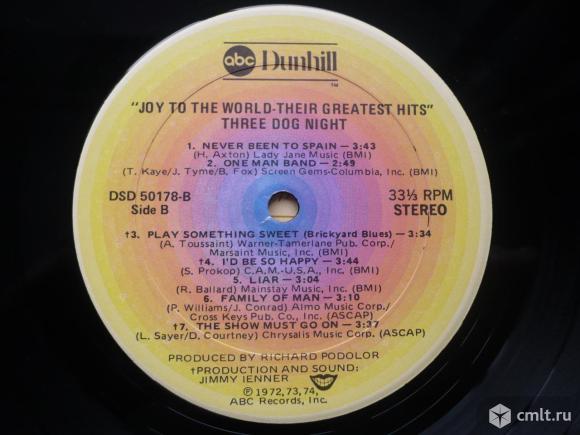 abc Dunhill
TM
"JOY TO THE WORLD-THEIR GREATEST HITS"
THREE DOG NIGHT
1. NEVER BEEN TO SPAIN — 3:43
(H. Axton) Lady Jane Music (BMI)
2. ONE MAN BAND — 2:49
(T. Kaye/J. Tyme/B. Fox) Screen Gems-Columbia, Inc. (BMI)
DSD 50178-B
Side B
33⅓ RPM
STEREO
†3. PLAY SOMETHING SWEET (Brickyard Blues) — 3:34
(A. Toussaint) Warner-Tamerlane Pub. Corp./
Marsaint Music, Inc. (BMI)
†4. I'D BE SO HAPPY — 3:44
(S. Prokop) C.A.M.-U.S.A., Inc. (BMI)
5. LIAR — 3:04
(R. Ballard) Mainstay Music, Inc. (BMI)
6. FAMILY OF MAN — 3:10
(P. Williams/J. Conrad) Almo Music Corp./
Cross Keys Pub. Co., Inc. (ASCAP)
†7. THE SHOW MUST GO ON — 3:37
(L. Sayer/D. Courtney) Chrysalis Music Corp. (ASCAP)
PRODUCED BY RICHARD PODOLOR
†PRODUCTION AND SOUND:
JIMMY IENNER
℗ 1972,73,74,
ABC Records, Inc.
cmlt.ru